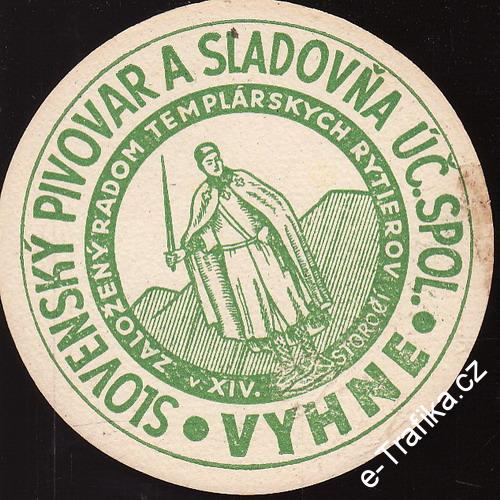 SLOVENSKÝ PIVOVAR A SLADOVŇA ÚČ. SPOL.
• VYHNE •
ZALOŽENÝ RADOM TEMPLÁRSKYCH RYTIEROV
v XIV. STOROČÍ
e-Trafika.cz